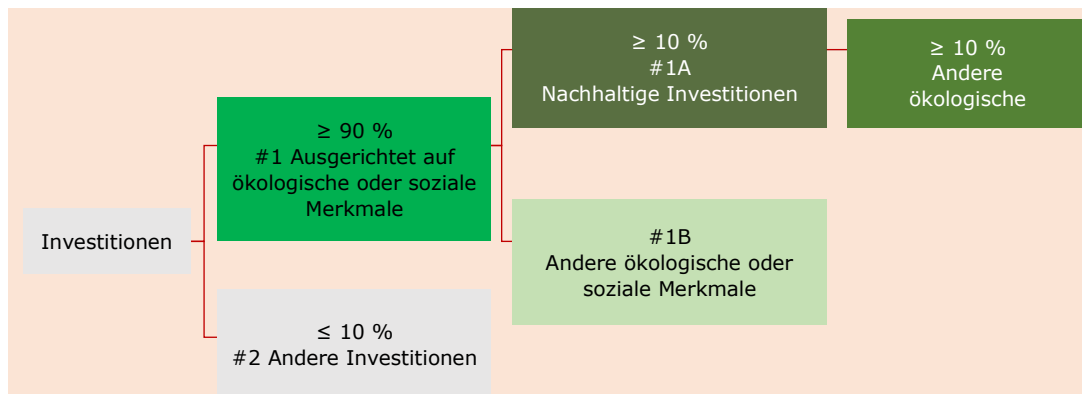 Investitionen
≥ 90 %
#1 Ausgerichtet auf
ökologische oder soziale
Merkmale
≤ 10 %
#2 Andere Investitionen
≥ 10 %
#1A
Nachhaltige Investitionen
#1B
Andere ökologische oder
soziale Merkmale
≥ 10 %
Andere
ökologische